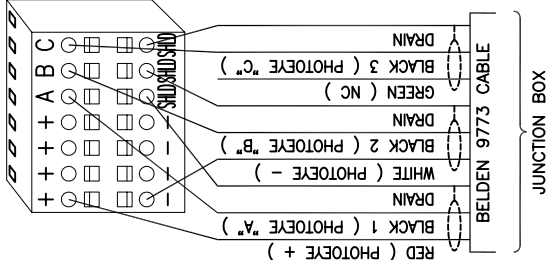 C
B
A
+
+
+
+
SHLD
SHLD
SHLD
-
-
-
-
DRAIN
BLACK 3 ( PHOTOEYE "C" )
GREEN ( NC )
DRAIN
BLACK 2 ( PHOTOEYE "B" )
WHITE ( PHOTOEYE - )
DRAIN
BLACK 1 ( PHOTOEYE "A" )
RED ( PHOTOEYE + )
BELDEN 9773 CABLE
JUNCTION BOX